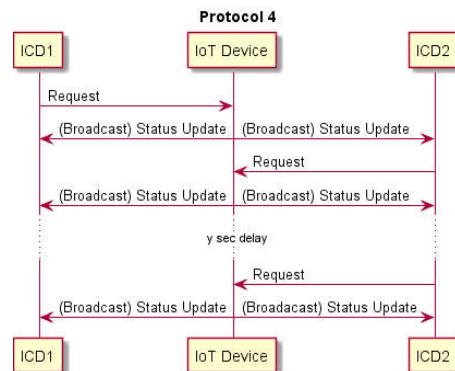 Protocol 4
ICD1 IoT Device ICD2
Request
(Broadcast) Status Update (Broadcast) Status Update
Request
(Broadcast) Status Update (Broadcast) Status Update
y sec delay
Request
(Broadcast) Status Update (Broadacast) Status Update
ICD1 IoT Device ICD2